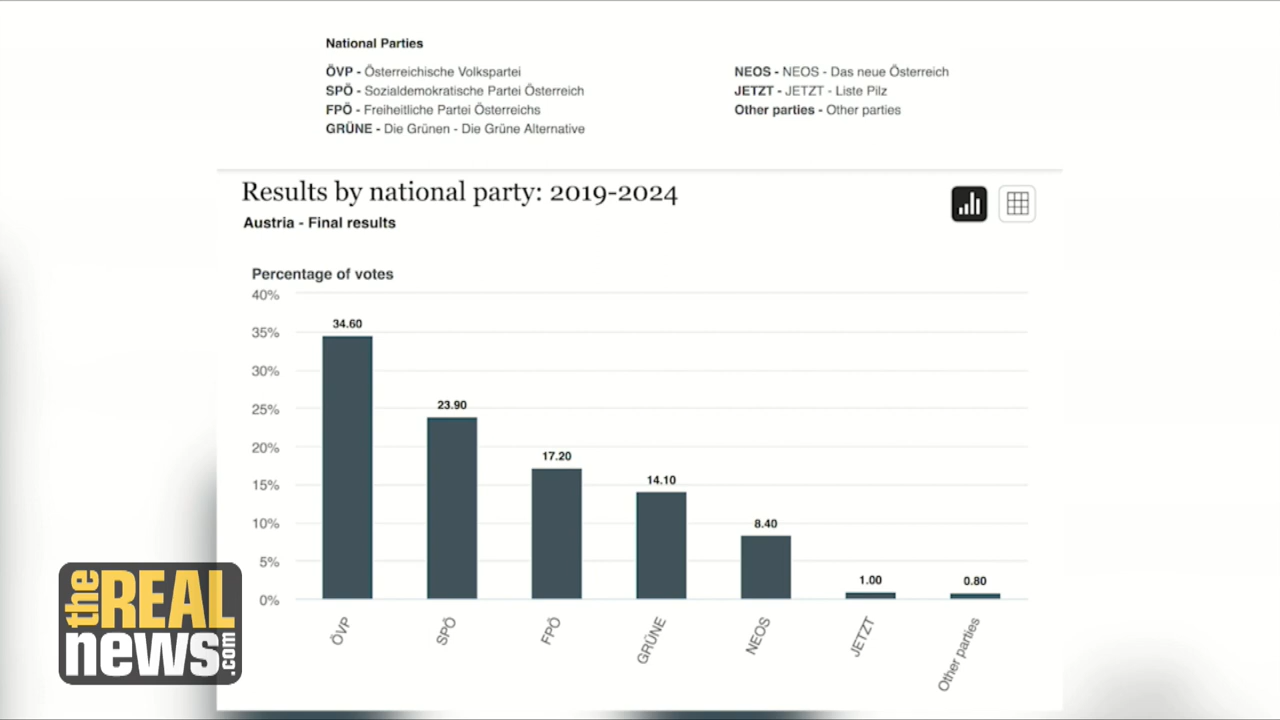 National Parties
ÖVP - Österreichische Volkspartei
SPÖ - Sozialdemokratische Partei Österreich
FPÖ - Freiheitliche Partei Österreichs
GRÜNE - Die Grünen - Die Grüne Alternative
NEOS - NEOS - Das neue Österreich
JETZT - JETZT - Liste Pilz
Other parties - Other parties
Results by national party: 2019-2024
Austria - Final results
Percentage of votes
40%
35%
30%
25%
20%
15%
10%
5%
0%
34.60
23.90
17.20
14.10
8.40
1.00
0.80
ÖVP
SPÖ
FPÖ
GRÜNE
NEOS
JETZT
Other parties
the REAL
news.com